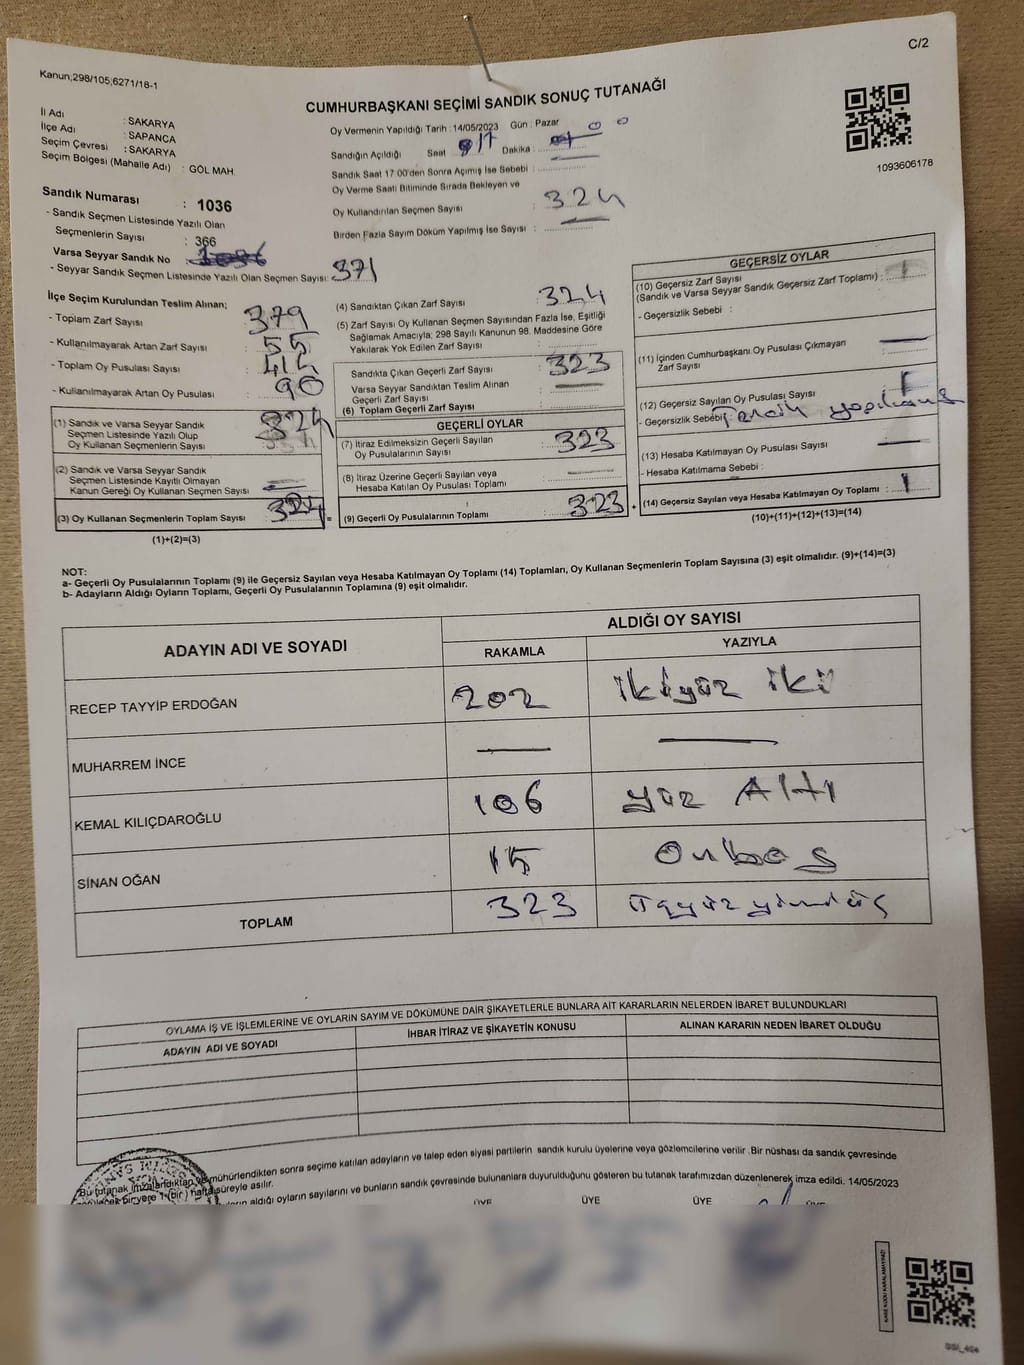 C/2
Kanun;298/105;6271/18-1
CUMHURBAŞKANI SEÇİMİ SANDIK SONUÇ TUTANAĞI
İl Adı : SAKARYA
İlçe Adı : SAPANCA
Seçim Çevresi : SAKARYA
Seçim Bölgesi (Mahalle Adı) : GÖL MAH.
Sandık Numarası : 1036
- Sandık Seçmen Listesinde Yazılı Olan
Seçmenlerin Sayısı : 366
Varsa Seyyar Sandık No
- Seyyar Sandık Seçmen Listesinde Yazılı Olan Seçmen Sayısı: 371
Oy Vermenin Yapıldığı Tarih : 14/05/2023 Gün : Pazar
Sandığın Açıldığı Saat 17 Dakika : 00
Sandık Saat 17.00'den Sonra Açımış İse Sebebi :
Oy Verme Saati Bitiminde Sırada Bekleyen ve
Oy Kullandırılan Seçmen Sayısı : 324
Birden Fazla Sayım Döküm Yapılmış İse Sayısı :
1093606178
İlçe Seçim Kurulundan Teslim Alınan;
- Toplam Zarf Sayısı : 379
- Kullanılmayarak Artan Zarf Sayısı : 55
- Toplam Oy Pusulası Sayısı : 414
- Kullanılmayarak Artan Oy Pusulası : 90
(1) Sandık ve Varsa Seyyar Sandık
Seçmen Listesinde Yazılı Olup
Oy Kullanan Seçmenlerin Sayısı : 324
(2) Sandık ve Varsa Seyyar Sandık
Seçmen Listesinde Kayıtlı Olmayan
Kanun Gereği Oy Kullanan Seçmen Sayısı :
(3) Oy Kullanan Seçmenlerin Toplam Sayısı : 324 =
(1)+(2)=(3)
(4) Sandıktan Çıkan Zarf Sayısı : 324
(5) Zarf Sayısı Oy Kullanan Seçmen Sayısından Fazla İse, Eşitliği
Sağlamak Amacıyla; 298 Sayılı Kanunun 98. Maddesine Göre
Yakılarak Yok Edilen Zarf Sayısı :
Sandıkta Çıkan Geçerli Zarf Sayısı : 323
Varsa Seyyar Sandıktan Teslim Alınan
Geçerli Zarf Sayısı :
(6) Toplam Geçerli Zarf Sayısı :
GEÇERLİ OYLAR
(7) İtiraz Edilmeksizin Geçerli Sayılan
Oy Pusulalarının Sayısı : 323
(8) İtiraz Üzerine Geçerli Sayılan veya
Hesaba Katılan Oy Pusulası Toplamı :
(9) Geçerli Oy Pusulalarının Toplamı : 323 +
GEÇERSİZ OYLAR
(10) Geçersiz Zarf Sayısı
(Sandık ve Varsa Seyyar Sandık Geçersiz Zarf Toplamı) : 1
- Geçersizlik Sebebi :
(11) İçinden Cumhurbaşkanı Oy Pusulası Çıkmayan
Zarf Sayısı
(12) Geçersiz Sayılan Oy Pusulası Sayısı :
- Geçersizlik Sebebi
(13) Hesaba Katılmayan Oy Pusulası Sayısı :
- Hesaba Katılmama Sebebi :
(14) Geçersiz Sayılan veya Hesaba Katılmayan Oy Toplamı : 1
(10)+(11)+(12)+(13)=(14)
NOT:
a- Geçerli Oy Pusulalarının Toplamı (9) ile Geçersiz Sayılan veya Hesaba Katılmayan Oy Toplamı (14) Toplamları, Oy Kullanan Seçmenlerin Toplam Sayısına (3) eşit olmalıdır. (9)+(14)=(3)
b- Adayların Aldığı Oyların Toplamı, Geçerli Oy Pusulalarının Toplamına (9) eşit olmalıdır.
ADAYIN ADI VE SOYADI
ALDIĞI OY SAYISI
RAKAMLA YAZIYLA
RECEP TAYYİP ERDOĞAN 202 ikiyüz iki
MUHARREM İNCE
KEMAL KILIÇDAROĞLU 106 yüz Altı
SİNAN OĞAN 15 Onbeş
TOPLAM 323 üçyüz yirmiüç
OYLAMA İŞ VE İŞLEMLERİNE VE OYLARIN SAYIM VE DÖKÜMÜNE DAİR ŞİKAYETLERLE BUNLARA AİT KARARLARIN NELERDEN İBARET BULUNDUKLARI
ADAYIN ADI VE SOYADI İHBAR İTİRAZ VE ŞİKAYETİN KONUSU ALINAN KARARIN NEDEN İBARET OLDUĞU
Bu tutanak imzalandıktan ve mühürlendikten sonra seçime katılan adayların ve talep eden siyasi partilerin sandık kurulu üyelerine veya gözlemcilerine verilir .Bir nüshası da sandık çevresinde
bir yere 1 (bir) hafta süreyle asılır.
aldığı oyların sayılarını ve bunların sandık çevresinde bulunanlara duyurulduğunu gösteren bu tutanak tarafımızdan düzenlenerek imza edildi. 14/05/2023
ÜYE ÜYE ÜYE ÜYE
KARE KODU KARALAMAYINIZ!